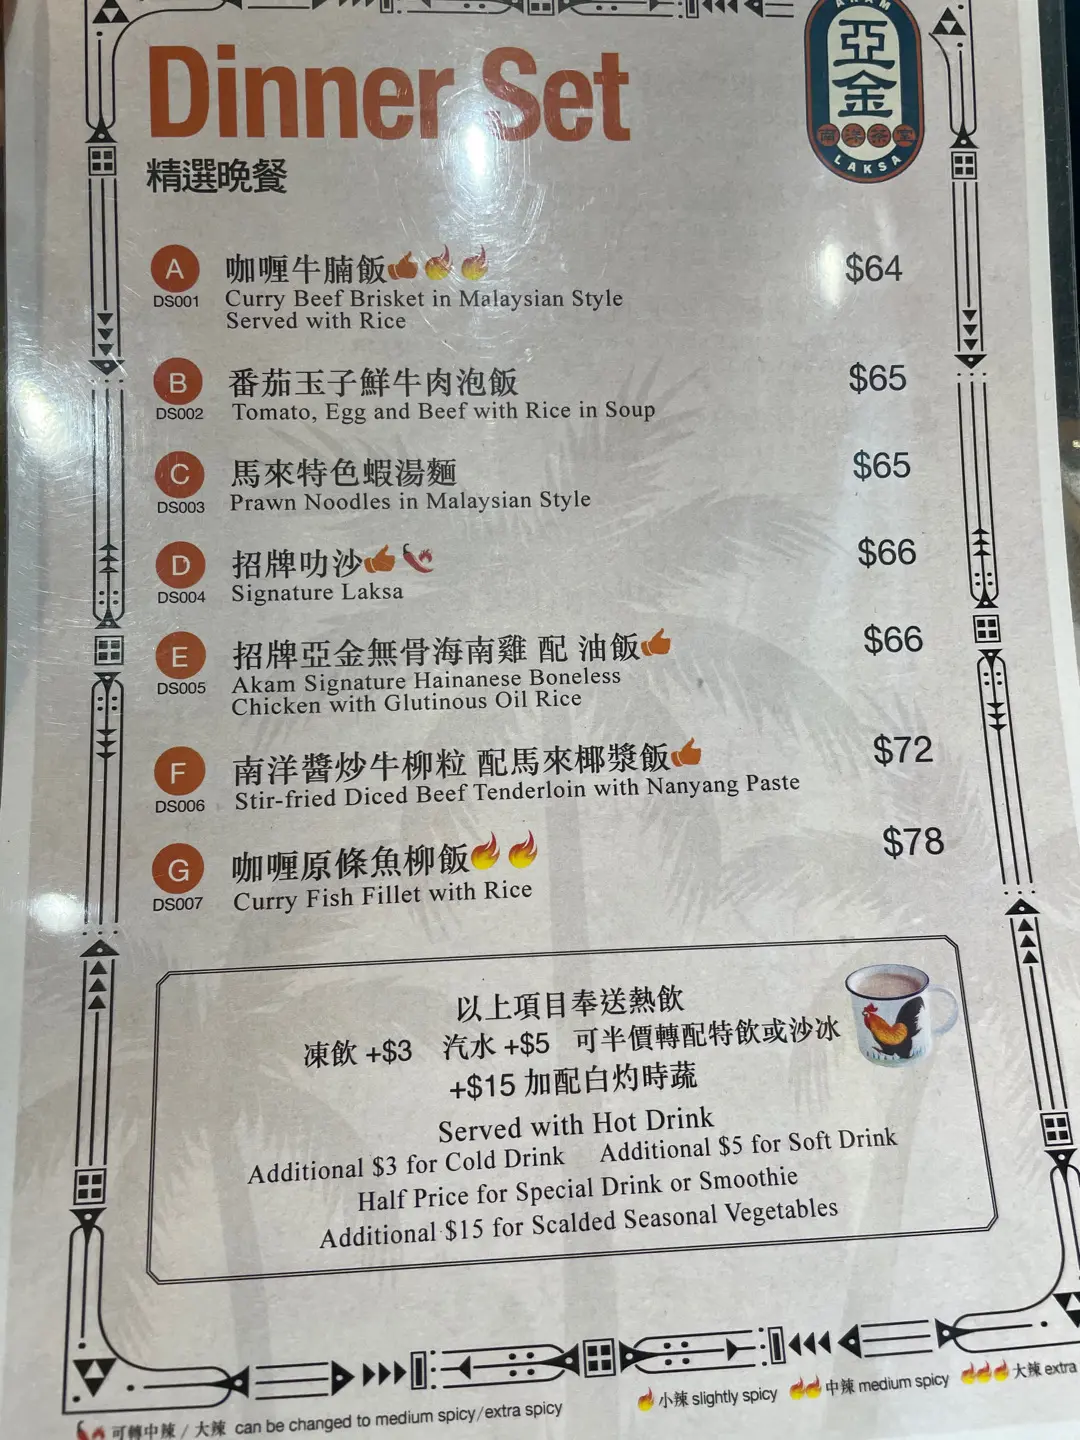 AKAM
亞金
南洋茶室
LAKSA
Dinner Set
精選晚餐
A 咖喱牛腩飯 $64
DS001 Curry Beef Brisket in Malaysian Style
Served with Rice
B 番茄玉子鮮牛肉泡飯 $65
DS002 Tomato, Egg and Beef with Rice in Soup
C 馬來特色蝦湯麵 $65
DS003 Prawn Noodles in Malaysian Style
D 招牌叻沙 $66
DS004 Signature Laksa
E 招牌亞金無骨海南雞 配 油飯 $66
DS005 Akam Signature Hainanese Boneless
Chicken with Glutinous Oil Rice
F 南洋醬炒牛柳粒 配馬來椰漿飯 $72
DS006 Stir-fried Diced Beef Tenderloin with Nanyang Paste
G 咖喱原條魚柳飯 $78
DS007 Curry Fish Fillet with Rice
以上項目奉送熱飲
凍飲 +$3 汽水 +$5 可半價轉配特飲或沙冰
+$15 加配白灼時蔬
Served with Hot Drink
Additional $3 for Cold Drink Additional $5 for Soft Drink
Half Price for Special Drink or Smoothie
Additional $15 for Scalded Seasonal Vegetables
小辣 slightly spicy 中辣 medium spicy 大辣 extra
可轉中辣 / 大辣 can be changed to medium spicy/extra spicy